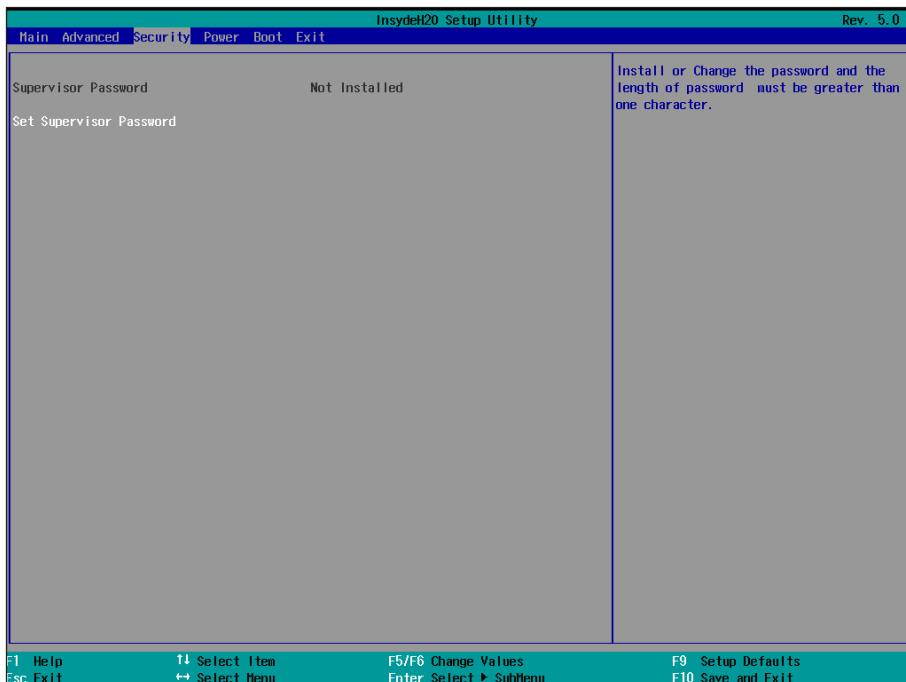 InsydeH20 Setup Utility Rev. 5.0
Main Advanced Security Power Boot Exit
Supervisor Password Not Installed
Set Supervisor Password
Install or Change the password and the
length of password must be greater than
one character.
F1 Help ↑↓ Select Item F5/F6 Change Values F9 Setup Defaults
Esc Exit ↔ Select Menu Enter Select ▶ SubMenu F10 Save and Exit